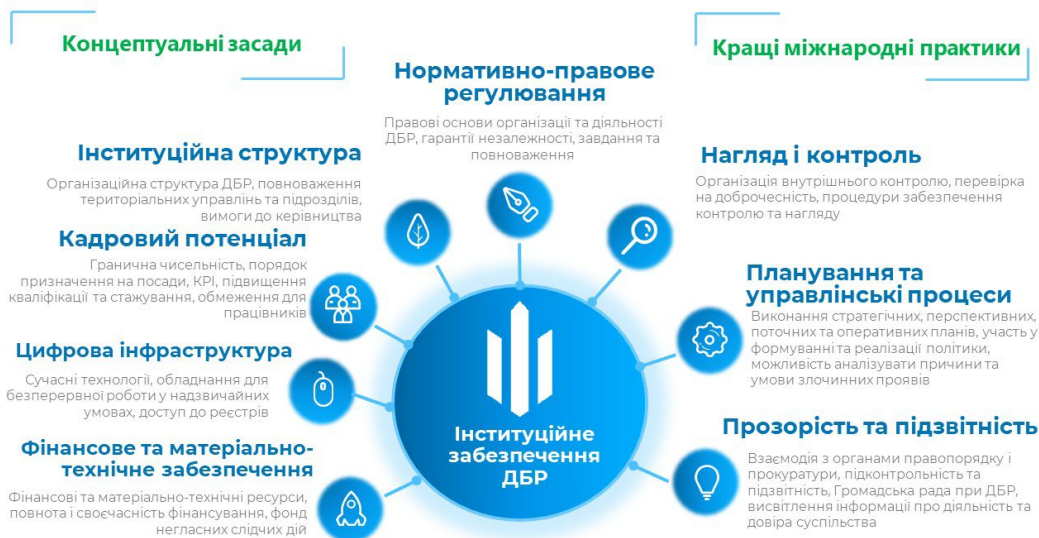 Концептуальні засади
Кращі міжнародні практики
Нормативно-правове
регулювання
Правові основи організації та діяльності
ДБР, гарантії незалежності, завдання та
повноваження
Інституційна структура
Організаційна структура ДБР, повноваження
територіальних управлінь та підрозділів,
вимоги до керівництва
Кадровий потенціал
Гранична чисельність, порядок
призначення на посади, КРІ, підвищення
кваліфікації та стажування, обмеження для
працівників
Цифрова інфраструктура
Сучасні технології, обладнання для
безперервної роботи у надзвичайних
умовах, доступ до реєстрів
Фінансове та матеріально-
технічне забезпечення
Фінансові та матеріально-технічні ресурси,
повнота і своєчасність фінансування, фонд
негласних слідчих дій
Інституційне
забезпечення
ДБР
Нагляд і контроль
Організація внутрішнього контролю, перевірка
на доброчесність, процедури забезпечення
контролю та нагляду
Планування та
управлінські процеси
Виконання стратегічних, перспективних,
поточних та оперативних планів, участь у
формуванні та реалізації політики,
можливість аналізувати причини та
умови злочинних проявів
Прозорість та підзвітність
Взаємодія з органами правопорядку і
прокуратури, підконтрольність та
підзвітність, Громадська рада при ДБР,
висвітлення інформації про діяльність та
довіра суспільства